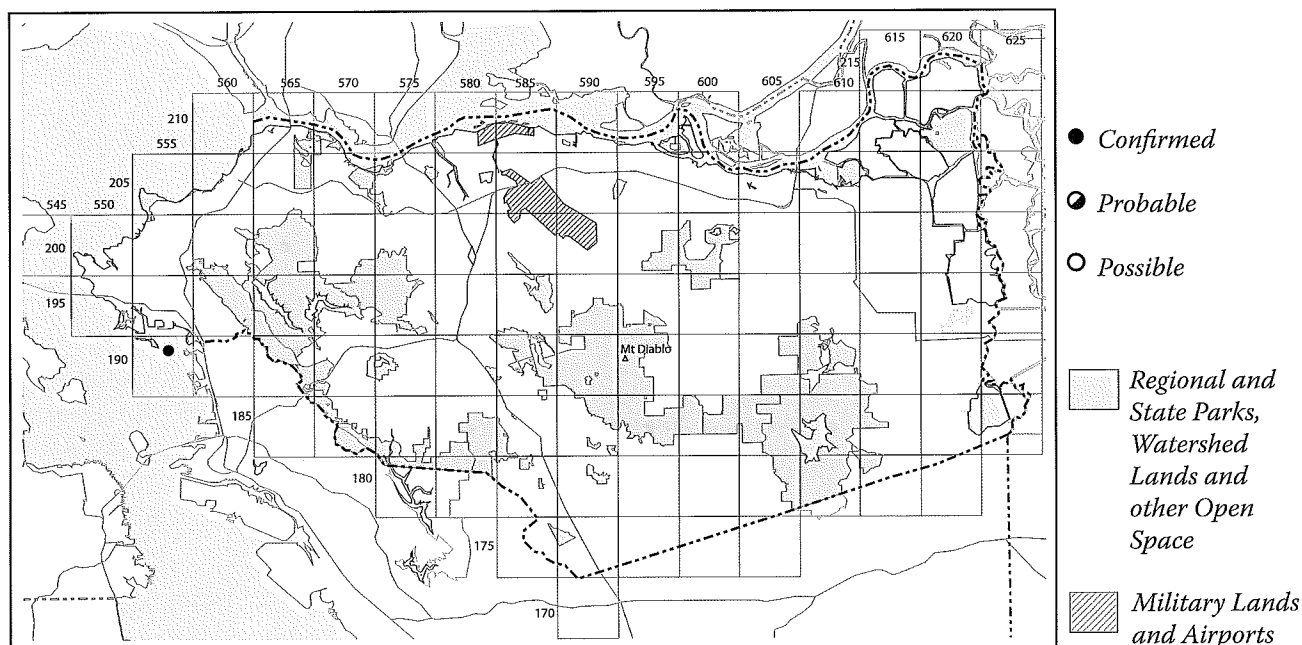 615
620
625
215
560
565
570
575
580
585
590
595
600
605
610
210
555
205
545
550
200
195
190
Mt Diablo
185
180
175
170
Confirmed
Probable
Possible
Regional and
State Parks,
Watershed
Lands and
other Open
Space
Military Lands
and Airports